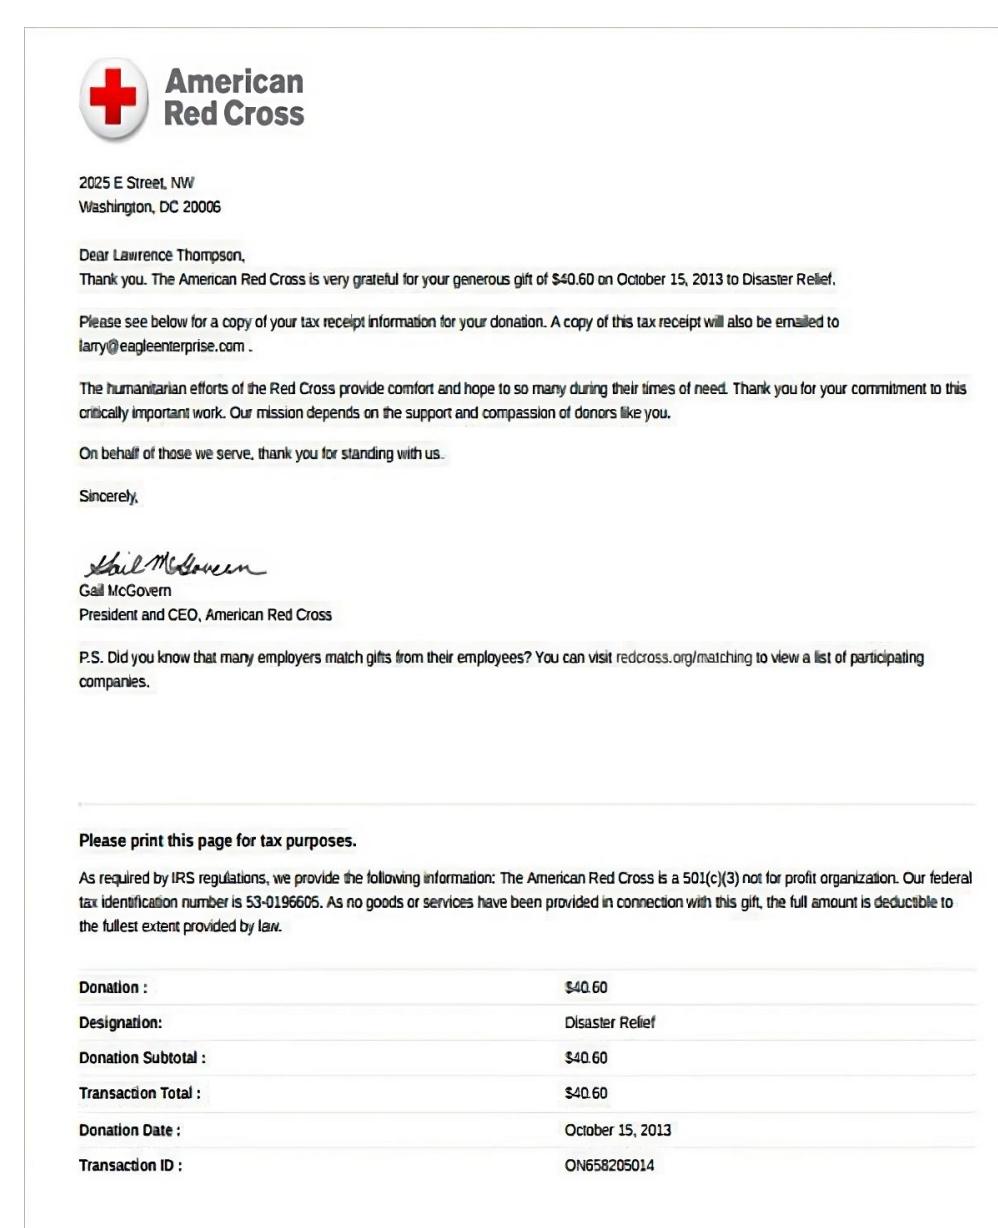 American
Red Cross
2025 E Street, NW
Washington, DC 20006
Dear Lawrence Thompson,
Thank you. The American Red Cross is very grateful for your generous gift of $40.60 on October 15, 2013 to Disaster Relief.
Please see below for a copy of your tax receipt information for your donation. A copy of this tax receipt will also be emailed to
larry@eagleenterprise.com .
The humanitarian efforts of the Red Cross provide comfort and hope to so many during their times of need. Thank you for your commitment to this
critically important work. Our mission depends on the support and compassion of donors like you.
On behalf of those we serve, thank you for standing with us.
Sincerely,
Gail McGovern
Gail McGovern
President and CEO, American Red Cross
P.S. Did you know that many employers match gifts from their employees? You can visit redcross.org/matching to view a list of participating
companies.
Please print this page for tax purposes.
As required by IRS regulations, we provide the following information: The American Red Cross is a 501(c)(3) not for profit organization. Our federal
tax identification number is 53-0196605. As no goods or services have been provided in connection with this gift, the full amount is deductible to
the fullest extent provided by law.
Donation : $40.60
Designation: Disaster Relief
Donation Subtotal : $40.60
Transaction Total : $40.60
Donation Date : October 15, 2013
Transaction ID : ON658205014